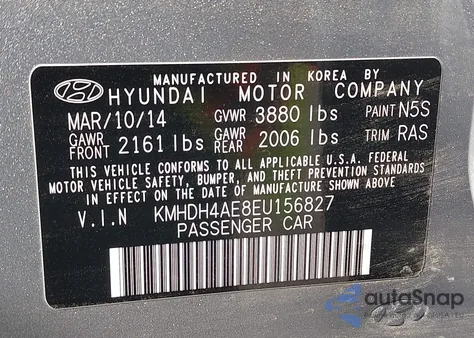 MANUFACTURED IN KOREA BY
HYUNDAI MOTOR COMPANY
MAR/10/14 GVWR 3880 lbs PAINT N5S
GAWR FRONT 2161 lbs GAWR REAR 2006 lbs TRIM RAS
THIS VEHICLE CONFORMS TO ALL APPLICABLE U.S.A. FEDERAL
MOTOR VEHICLE SAFETY, BUMPER, AND THEFT PREVENTION STANDARDS
IN EFFECT ON THE DATE OF MANUFACTURE SHOWN ABOVE.
V.I.N KMHDH4AE8EU156827
PASSENGER CAR
autaSnap